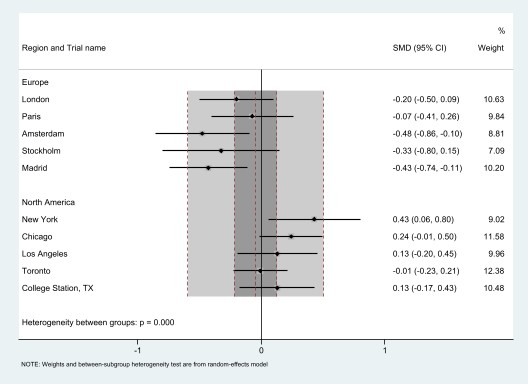 %
Region and Trial name SMD (95% CI) Weight
Europe
London -0.20 (-0.50, 0.09) 10.63
Paris -0.07 (-0.41, 0.26) 9.84
Amsterdam -0.48 (-0.86, -0.10) 8.81
Stockholm -0.33 (-0.80, 0.15) 7.09
Madrid -0.43 (-0.74, -0.11) 10.20
North America
New York 0.43 (0.06, 0.80) 9.02
Chicago 0.24 (-0.01, 0.50) 11.58
Los Angeles 0.13 (-0.20, 0.45) 9.96
Toronto -0.01 (-0.23, 0.21) 12.38
College Station, TX 0.13 (-0.17, 0.43) 10.48
Heterogeneity between groups: p = 0.000
-1 0 1
NOTE: Weights and between-subgroup heterogeneity test are from random-effects model